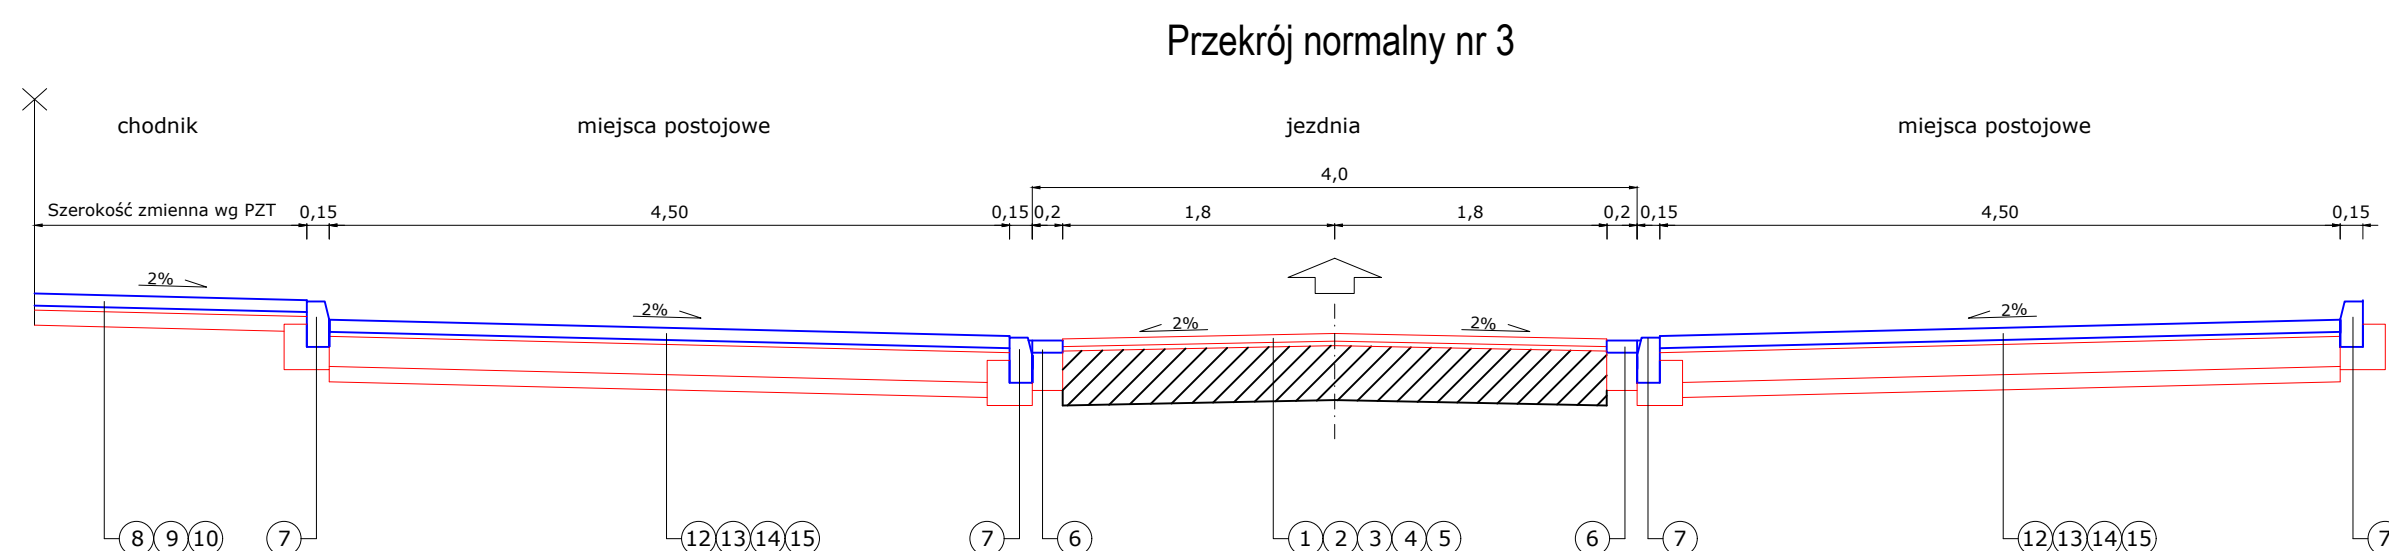 Przekrój normalny nr 3
chodnik miejsca postojowe jezdnia miejsca postojowe
4,0
Szerokość zmienna wg PZT 0,15 4,50 0,15 0,2 1,8 1,8 0,2 0,15 4,50 0,15
2% 2% 2% 2% 2%
8 9 10 7 12 13 14 15 7 6 1 2 3 4 5 6 7 12 13 14 15 7